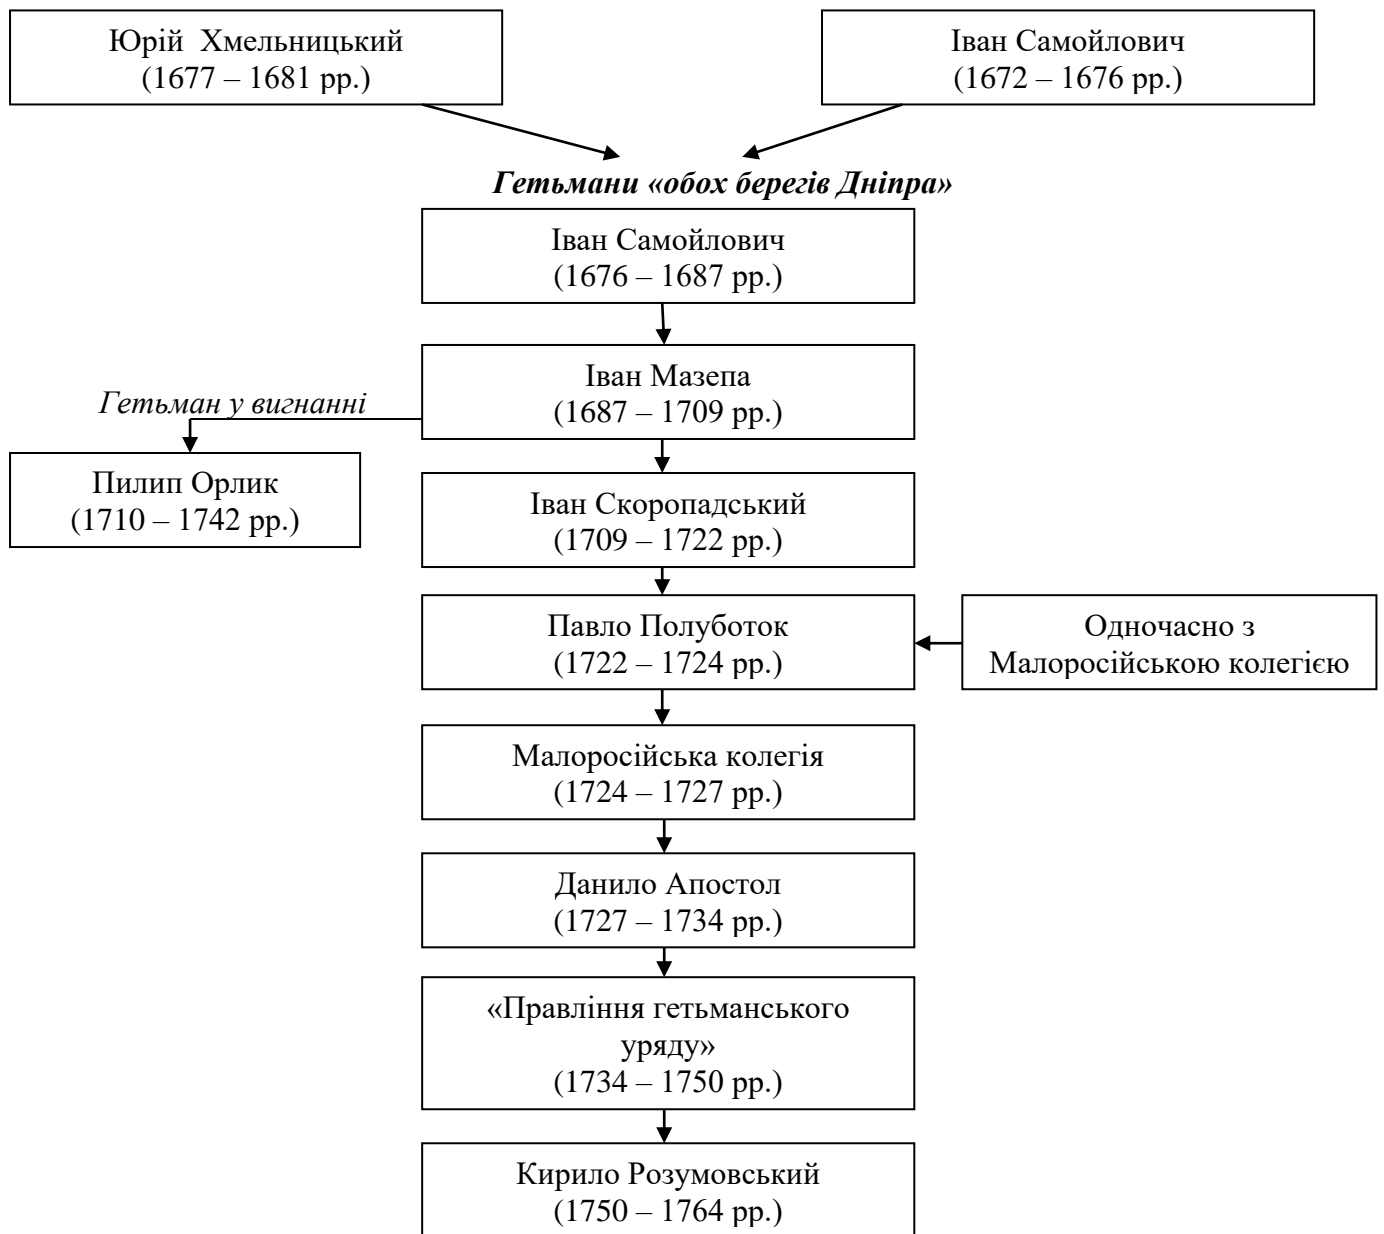 Юрій Хмельницький
(1677 – 1681 рр.)
Іван Самойлович
(1672 – 1676 рр.)
Гетьмани «обох берегів Дніпра»
Іван Самойлович
(1676 – 1687 рр.)
Іван Мазепа
(1687 – 1709 рр.)
Гетьман у вигнанні
Пилип Орлик
(1710 – 1742 рр.)
Іван Скоропадський
(1709 – 1722 рр.)
Павло Полуботок
(1722 – 1724 рр.)
Одночасно з
Малоросійською колегією
Малоросійська колегія
(1724 – 1727 рр.)
Данило Апостол
(1727 – 1734 рр.)
«Правління гетьманського
уряду»
(1734 – 1750 рр.)
Кирило Розумовський
(1750 – 1764 рр.)